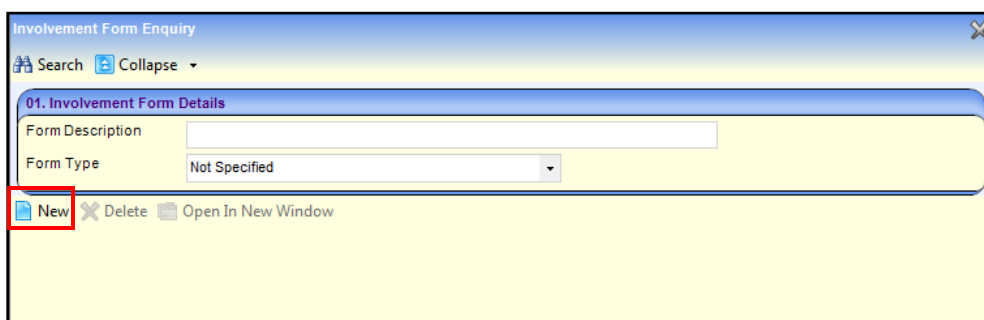 Involvement Form Enquiry
Search Collapse
01. Involvement Form Details
Form Description
Form Type Not Specified
New Delete Open In New Window